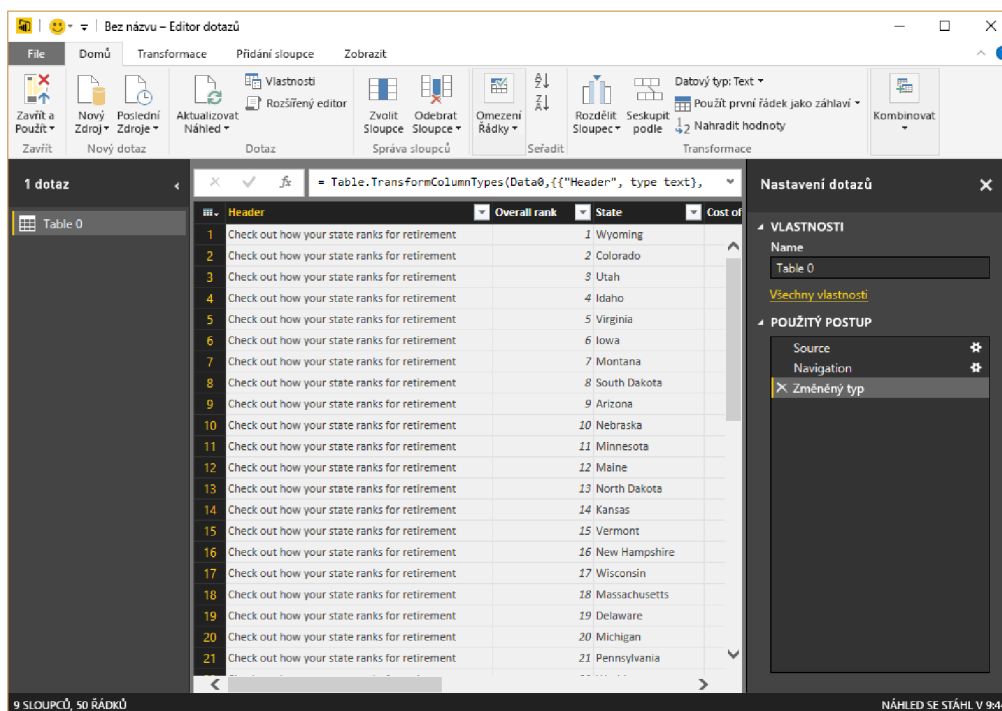 Bez názvu – Editor dotazů
File Domů Transformace Přidání sloupce Zobrazit
Zavřít a Použít
Nový Zdroj
Poslední Zdroje
Aktualizovat Náhled
Vlastnosti
Rozšířený editor
Zvolit Sloupce
Odebrat Sloupce
Omezení Řádky
Rozdělit Sloupec
Seskupit podle
Datový typ: Text
Použít první řádek jako záhlaví
Nahradit hodnoty
Kombinovat
Zavřít Nový dotaz Dotaz Správa sloupců Seřadit Transformace
1 dotaz
Table 0
= Table.TransformColumnTypes(Data0,{{"Header", type text},
Header Overall rank State Cost of
1 Check out how your state ranks for retirement 1 Wyoming
2 Check out how your state ranks for retirement 2 Colorado
3 Check out how your state ranks for retirement 3 Utah
4 Check out how your state ranks for retirement 4 Idaho
5 Check out how your state ranks for retirement 5 Virginia
6 Check out how your state ranks for retirement 6 Iowa
7 Check out how your state ranks for retirement 7 Montana
8 Check out how your state ranks for retirement 8 South Dakota
9 Check out how your state ranks for retirement 9 Arizona
10 Check out how your state ranks for retirement 10 Nebraska
11 Check out how your state ranks for retirement 11 Minnesota
12 Check out how your state ranks for retirement 12 Maine
13 Check out how your state ranks for retirement 13 North Dakota
14 Check out how your state ranks for retirement 14 Kansas
15 Check out how your state ranks for retirement 15 Vermont
16 Check out how your state ranks for retirement 16 New Hampshire
17 Check out how your state ranks for retirement 17 Wisconsin
18 Check out how your state ranks for retirement 18 Massachusetts
19 Check out how your state ranks for retirement 19 Delaware
20 Check out how your state ranks for retirement 20 Michigan
21 Check out how your state ranks for retirement 21 Pennsylvania
Nastavení dotazů
VLASTNOSTI
Name
Table 0
Všechny vlastnosti
POUŽITÝ POSTUP
Source
Navigation
Změněný typ
9 SLOUPCŮ, 50 ŘÁDKŮ
NÁHLED SE STÁHL V 9:4